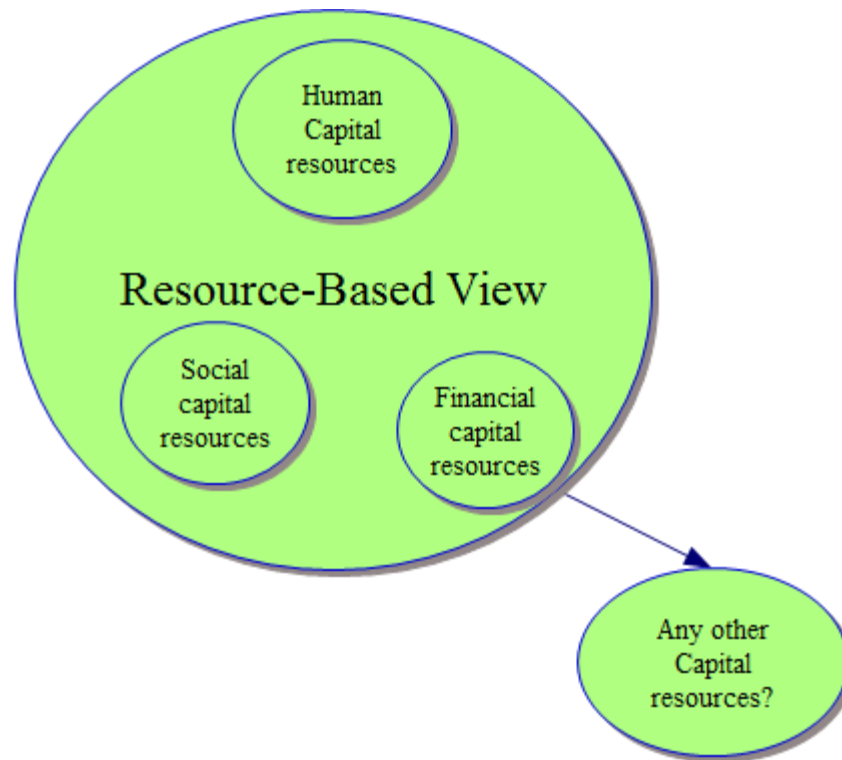 Human
Capital
resources
Resource-Based View
Social
capital
resources
Financial
capital
resources
Any other
Capital
resources?